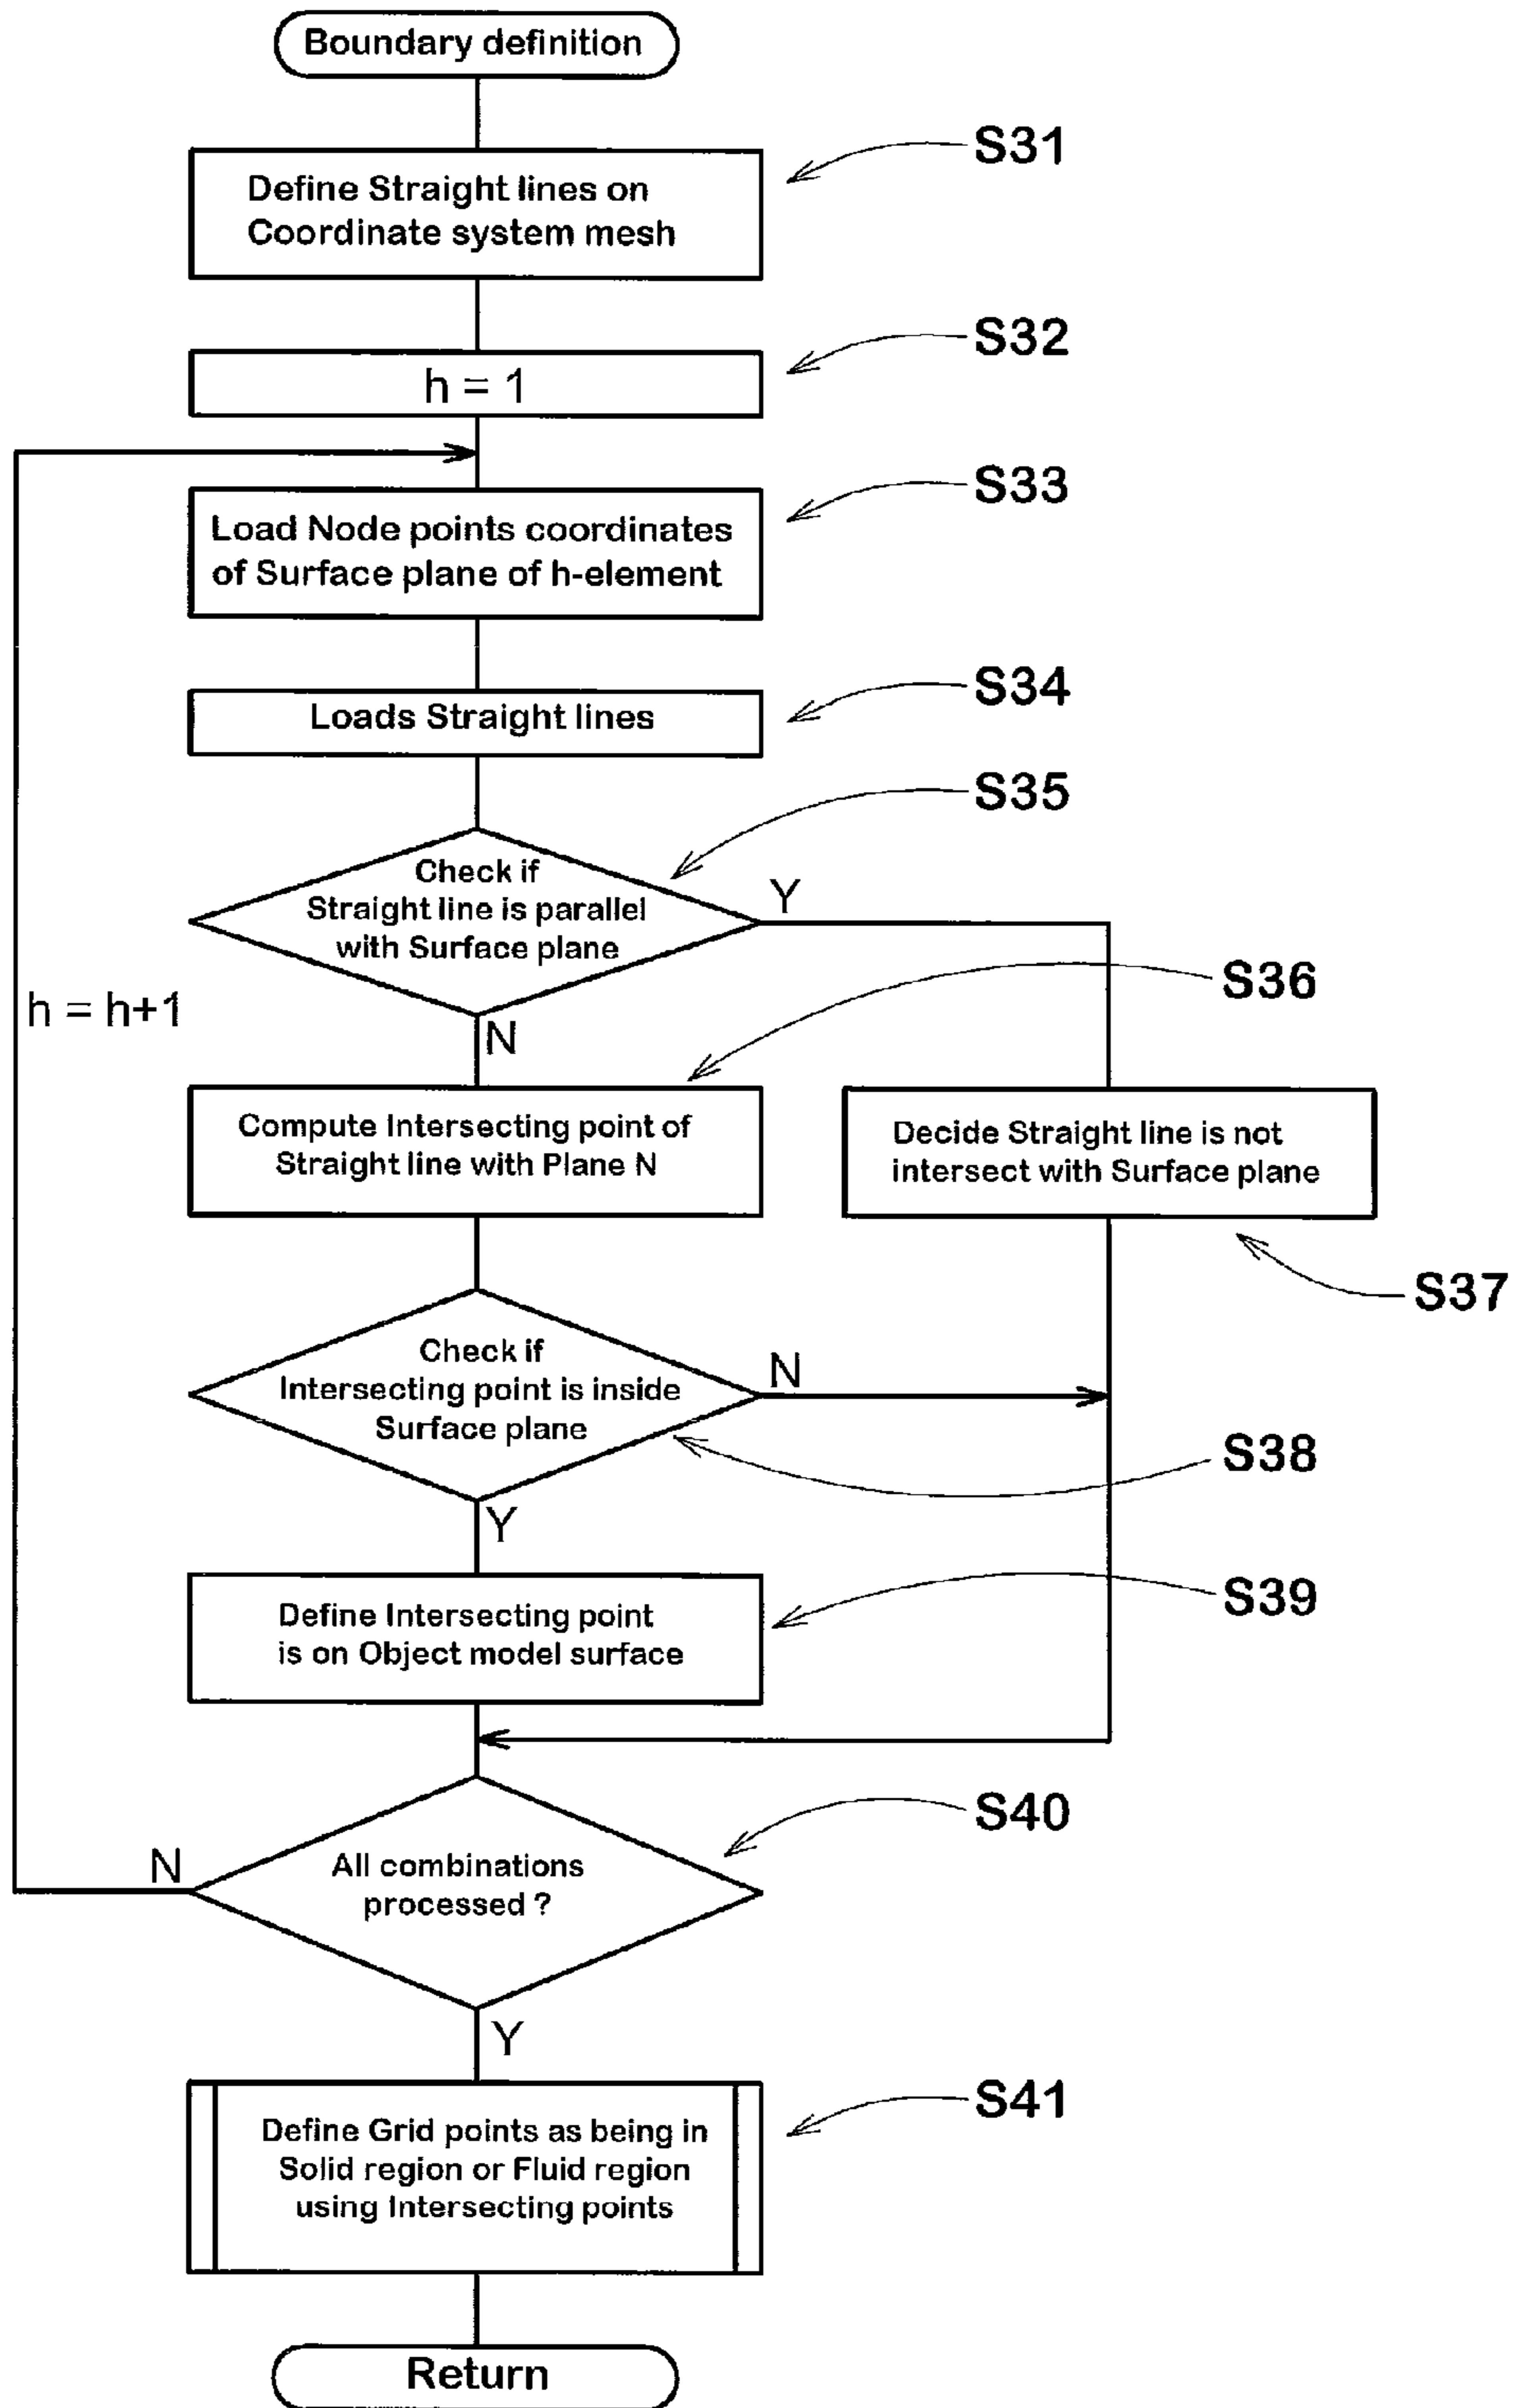 Boundary definition
S31
Define Straight lines on
Coordinate system mesh
S32
h = 1
S33
Load Node points coordinates
of Surface plane of h-element
S34
Loads Straight lines
S35
Check if
Straight line is parallel
with Surface plane
Y
S36
h = h+1
N
Compute Intersecting point of
Straight line with Plane N
Decide Straight line is not
intersect with Surface plane
S37
Check if
Intersecting point is inside
Surface plane
N
S38
Y
S39
Define Intersecting point
is on Object model surface
S40
N
All combinations
processed ?
Y
S41
Define Grid points as being in
Solid region or Fluid region
using Intersecting points
Return